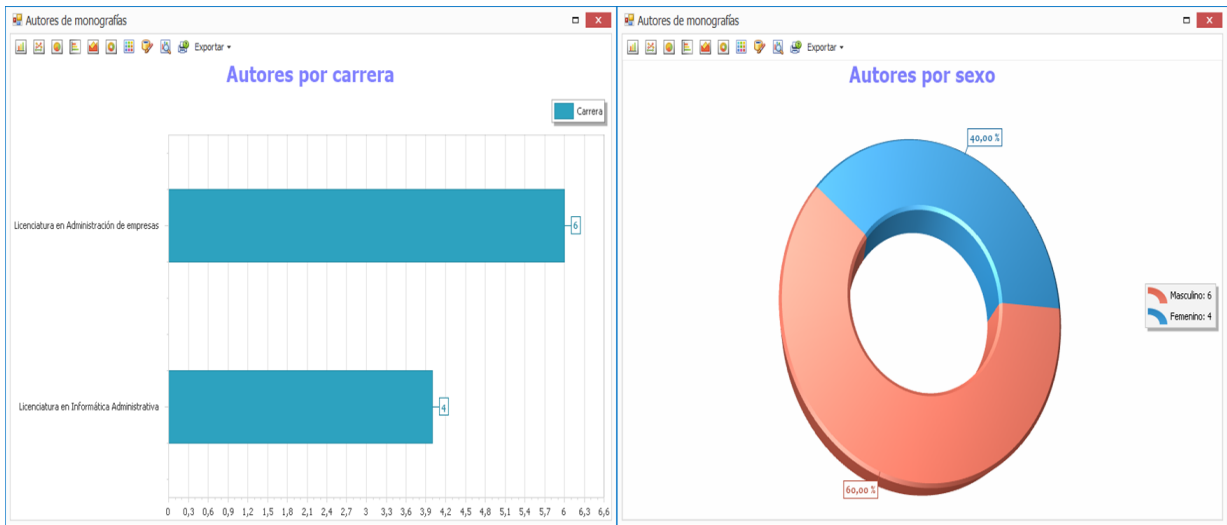 Autores de monografías
Exportar
Autores por carrera
Carrera
Licenciatura en Administración de empresas
6
Licenciatura en Informática Administrativa
4
0 0,3 0,6 0,9 1,2 1,5 1,8 2,1 2,4 2,7 3 3,3 3,6 3,9 4,2 4,5 4,8 5,1 5,4 5,7 6 6,3 6,6
Autores de monografías
Exportar
Autores por sexo
40,00 %
Masculino: 6
Femenino: 4
60,00 %